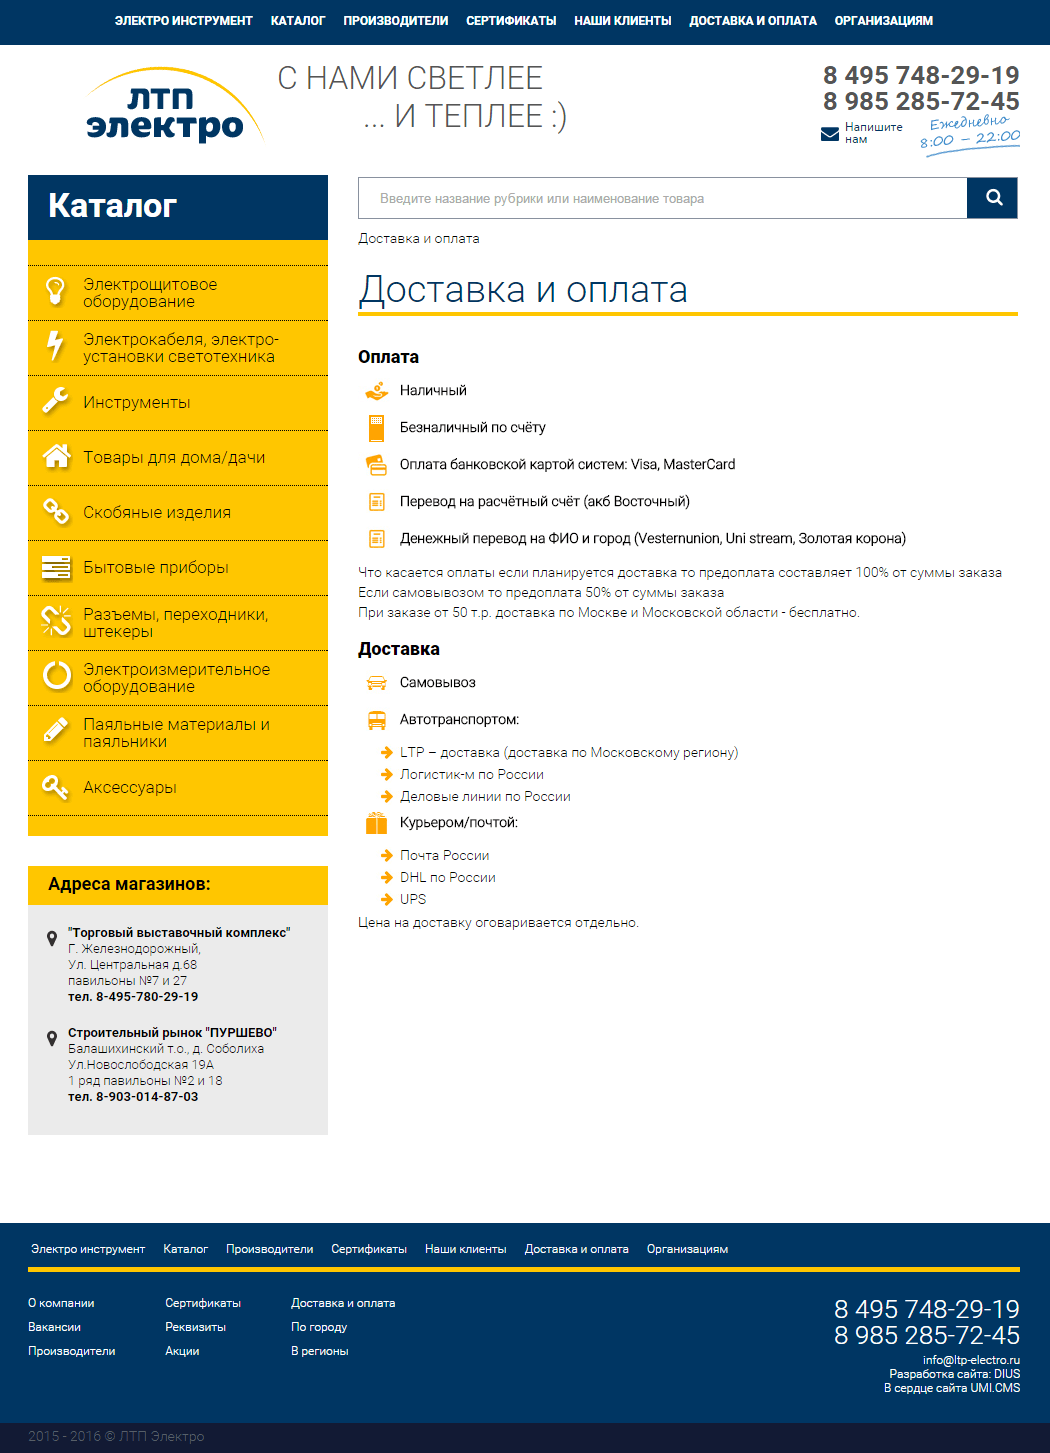 ЭЛЕКТРО ИНСТРУМЕНТ КАТАЛОГ ПРОИЗВОДИТЕЛИ СЕРТИФИКАТЫ НАШИ КЛИЕНТЫ ДОСТАВКА И ОПЛАТА ОРГАНИЗАЦИЯМ
ЛТП
электро
С НАМИ СВЕТЛЕЕ
... И ТЕПЛЕЕ :)
8 495 748-29-19
8 985 285-72-45
Напишите
нам
Ежедневно
8:00 – 22:00
Каталог
Электрощитовое
оборудование
Электрокабеля, электро-
установки светотехника
Инструменты
Товары для дома/дачи
Скобяные изделия
Бытовые приборы
Разъемы, переходники,
штекеры
Электроизмерительное
оборудование
Паяльные материалы и
паяльники
Аксессуары
Адреса магазинов:
"Торговый выставочный комплекс"
Г. Железнодорожный,
Ул. Центральная д.68
павильоны №7 и 27
тел. 8-495-780-29-19
Строительный рынок "ПУРШЕВО"
Балашихинский т.о., д. Соболиха
Ул.Новослободская 19А
1 ряд павильоны №2 и 18
тел. 8-903-014-87-03
Введите название рубрики или наименование товара
Доставка и оплата
Доставка и оплата
Оплата
Наличный
Безналичный по счёту
Оплата банковской картой систем: Visa, MasterCard
Перевод на расчётный счёт (акб Восточный)
Денежный перевод на ФИО и город (Vesternunion, Uni stream, Золотая корона)
Что касается оплаты если планируется доставка то предоплата составляет 100% от суммы заказа
Если самовывозом то предоплата 50% от суммы заказа
При заказе от 50 т.р. доставка по Москве и Московской области - бесплатно.
Доставка
Самовывоз
Автотранспортом:
LTP – доставка (доставка по Московскому региону)
Логистик-м по России
Деловые линии по России
Курьером/почтой:
Почта России
DHL по России
UPS
Цена на доставку оговаривается отдельно.
Электро инструмент Каталог Производители Сертификаты Наши клиенты Доставка и оплата Организациям
О компании Сертификаты Доставка и оплата
Вакансии Реквизиты По городу
Производители Акции В регионы
8 495 748-29-19
8 985 285-72-45
info@ltp-electro.ru
Разработка сайта: DIUS
В сердце сайта UMI.CMS
2015 - 2016 © ЛТП Электро